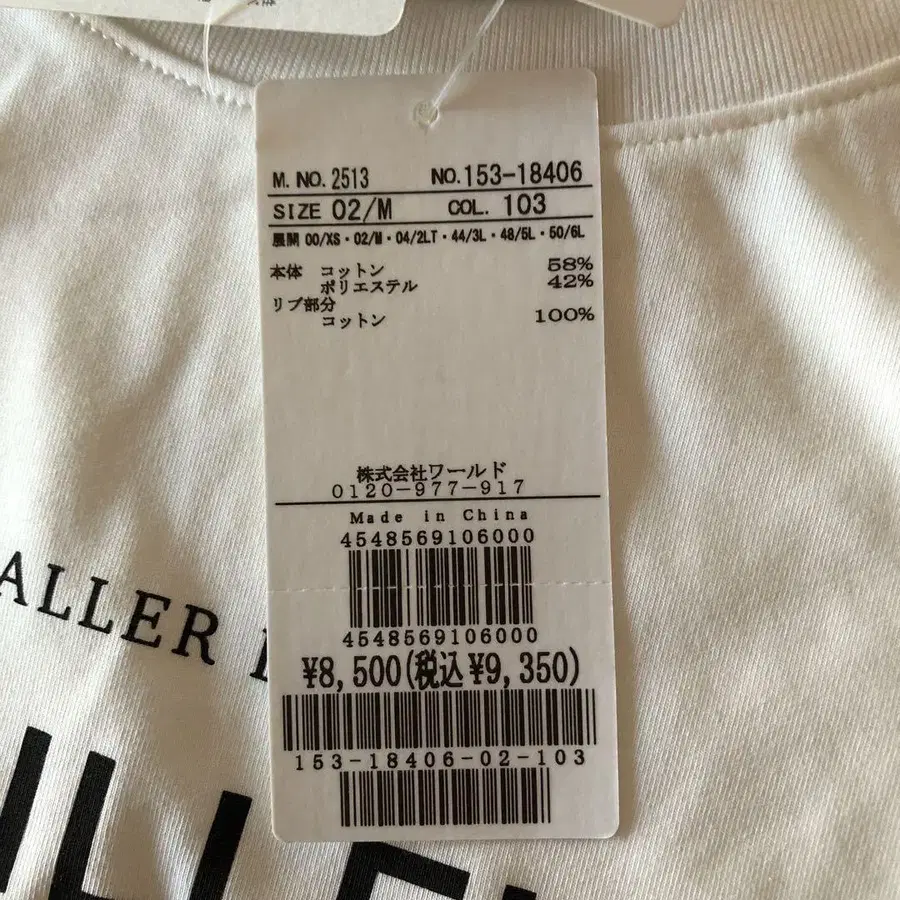 M. NO. 2513 NO. 153-18406
SIZE 02/M COL. 103
展開 00/XS・02/M・04/2LT・44/3L・48/5L・50/6L
本体 コットン 58%
ポリエステル 42%
リブ部分
コットン 100%
株式会社ワールド
0120-977-917
Made in China
4548569106000
4548569106000
¥8,500(税込¥9,350)
153-18406-02-103
ALLER